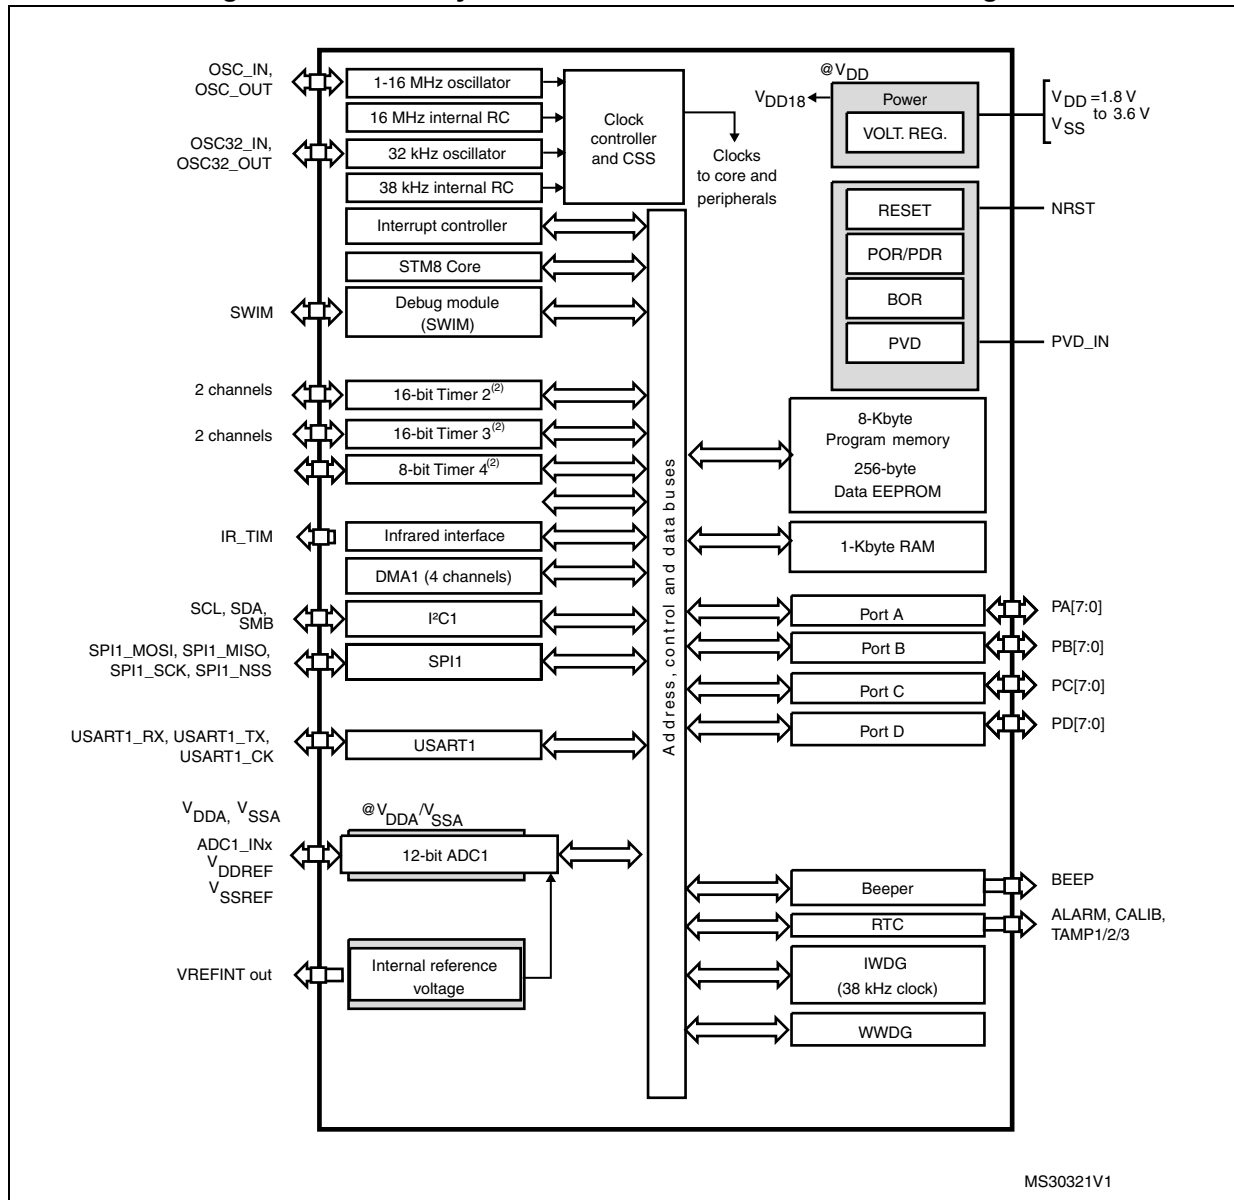 OSC_IN,
OSC_OUT
1-16 MHz oscillator
16 MHz internal RC
OSC32_IN,
OSC32_OUT
32 kHz oscillator
38 kHz internal RC
Clock
controller
and CSS
Clocks
to core and
peripherals
@VDD
VDD18
Power
VOLT. REG.
VDD =1.8 V
to 3.6 V
VSS
RESET
NRST
POR/PDR
BOR
PVD
PVD_IN
Interrupt controller
STM8 Core
SWIM
Debug module
(SWIM)
2 channels
16-bit Timer 2(2)
2 channels
16-bit Timer 3(2)
8-bit Timer 4(2)
IR_TIM
Infrared interface
DMA1 (4 channels)
SCL, SDA,
SMB
I²C1
SPI1_MOSI, SPI1_MISO,
SPI1_SCK, SPI1_NSS
SPI1
USART1_RX, USART1_TX,
USART1_CK
USART1
VDDA, VSSA
@VDDA/VSSA
ADC1_INx
VDDREF
VSSREF
12-bit ADC1
VREFINT out
Internal reference
voltage
Address, control and data buses
8-Kbyte
Program memory
256-byte
Data EEPROM
1-Kbyte RAM
Port A
PA[7:0]
Port B
PB[7:0]
Port C
PC[7:0]
Port D
PD[7:0]
Beeper
BEEP
RTC
ALARM, CALIB,
TAMP1/2/3
IWDG
(38 kHz clock)
WWDG
MS30321V1